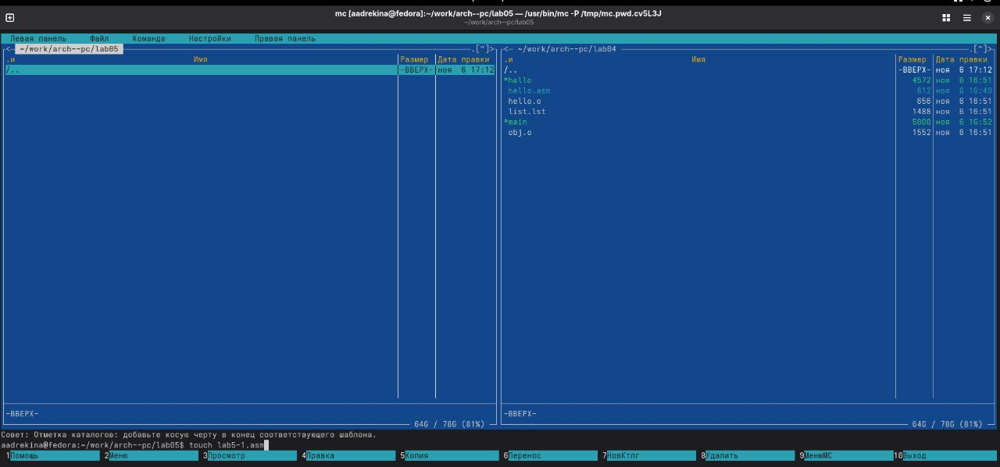 mc [aadrekina@fedora]:~/work/arch--pc/lab05 — /usr/bin/mc -P /tmp/mc.pwd.cv5L3J
~/work/arch--pc/lab05
Левая панель Файл Команда Настройки Правая панель
<─ ~/work/arch--pc/lab05 .[^]>
.и Имя Размер Дата правки
/.. -ВВЕРХ- ноя 6 17:12
-ВВЕРХ-
64G / 78G (81%)
<─ ~/work/arch--pc/lab04 .[^]>
.и Имя Размер Дата правки
/.. -ВВЕРХ- ноя 6 17:12
*hello 4572 ноя 6 16:51
hello.asm 812 ноя 6 16:49
hello.o 656 ноя 6 16:51
list.lst 1488 ноя 6 16:51
*main 5000 ноя 6 16:52
obj.o 1552 ноя 6 16:51
-ВВЕРХ-
64G / 78G (81%)
Совет: Отметка каталогов: добавьте косую черту в конец соответствующего шаблона.
aadrekina@fedora:~/work/arch--pc/lab05$ touch lab5-1.asm
1Помощь 2Меню 3Просмотр 4Правка 5Копия 6Перенос 7НовКтлг 8Удалить 9МенюМС 10Выход